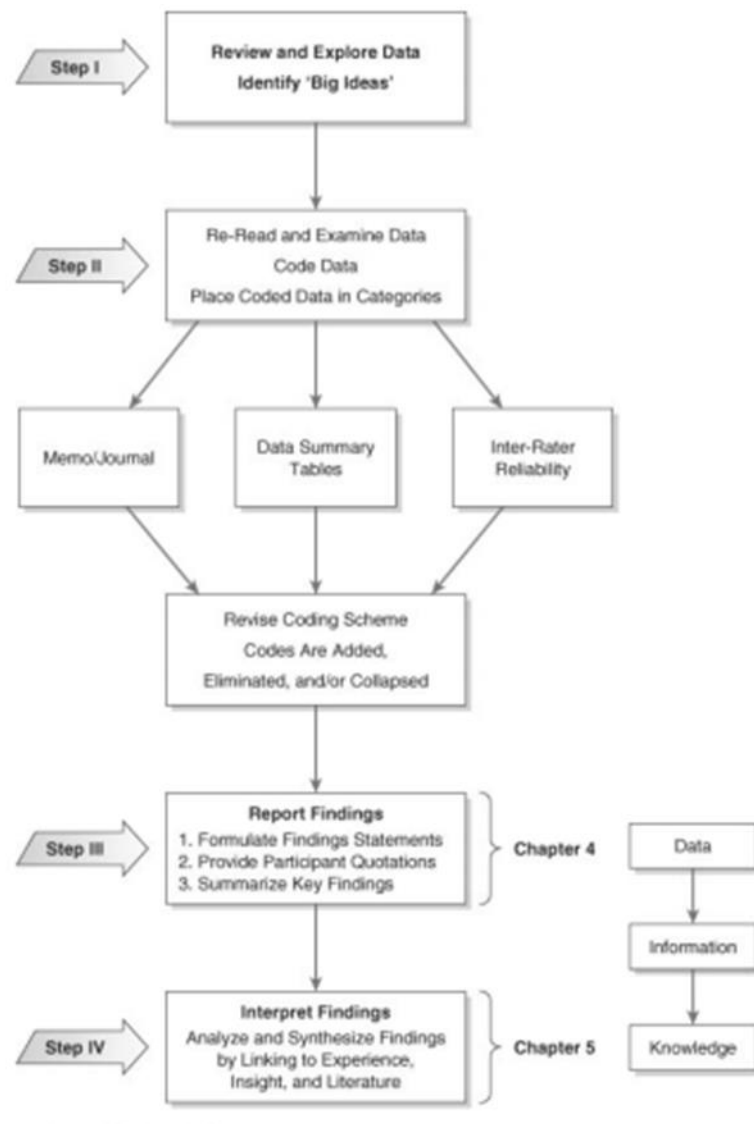 Step I
Review and Explore Data
Identify 'Big Ideas'
Step II
Re-Read and Examine Data
Code Data
Place Coded Data in Categories
Memo/Journal
Data Summary
Tables
Inter-Rater
Reliability
Revise Coding Scheme
Codes Are Added,
Eliminated, and/or Collapsed
Step III
Report Findings
1. Formulate Findings Statements
2. Provide Participant Quotations
3. Summarize Key Findings
Chapter 4
Data
Information
Knowledge
Step IV
Interpret Findings
Analyze and Synthesize Findings
by Linking to Experience,
Insight, and Literature
Chapter 5